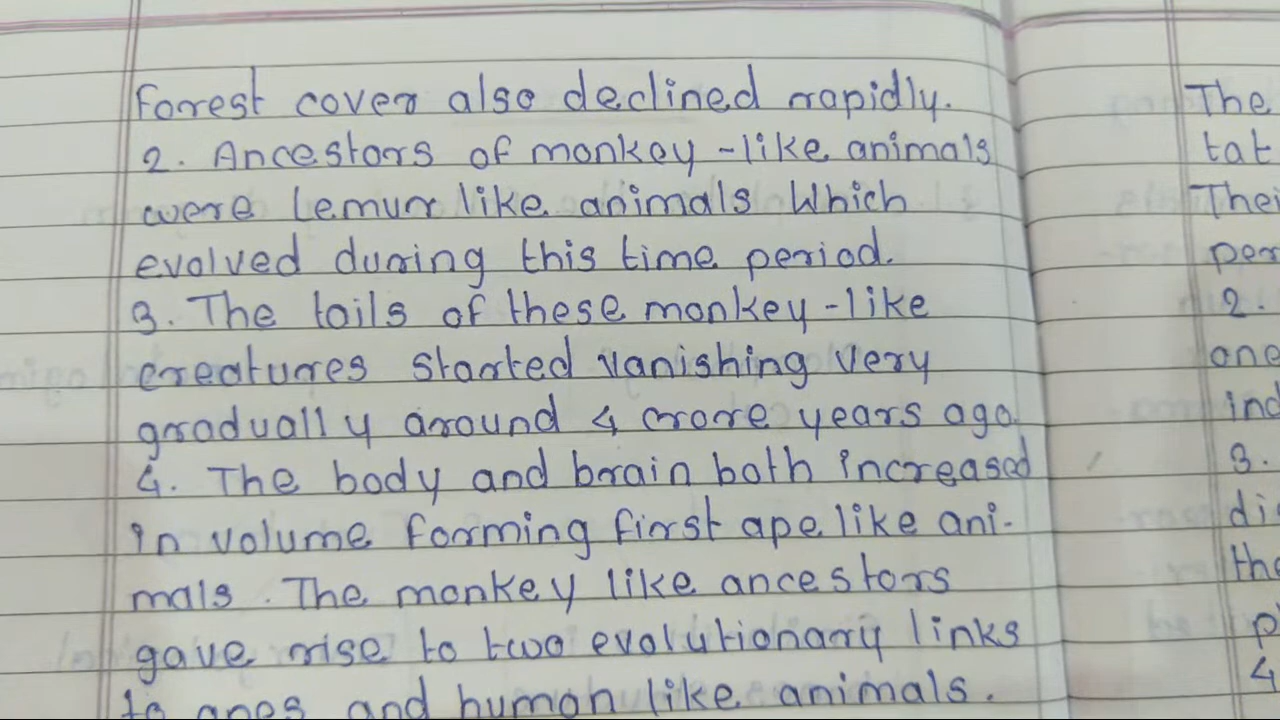 Forest cover also declined rapidly.
2. Ancestors of monkey-like animals
were Lemur like animals Which
evolved during this time period.
3. The tails of these monkey-like
creatures started vanishing very
gradually around 4 crore years ago.
4. The body and brain both increased
in volume forming first ape like ani-
mals. The monkey like ancestors
gave rise to two evolutionary links
to apes and human like animals.
The
tat
Thei
per
2.
one
ind
3.
di
the
p
4